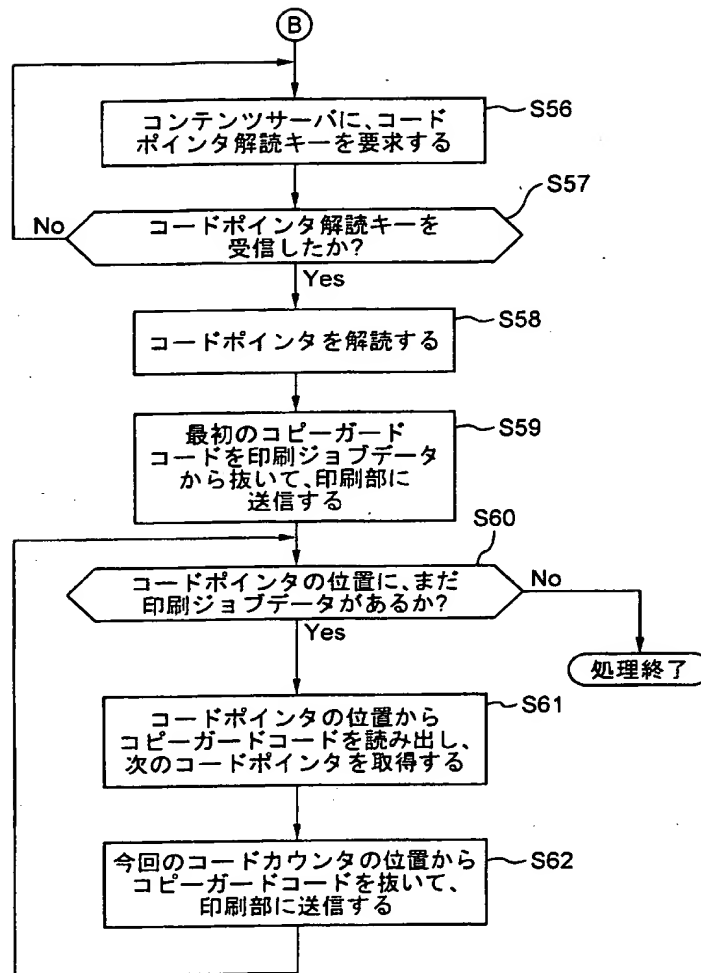 B
コンテンツサーバに、コード
ポインタ解読キーを要求する
S56
コードポインタ解読キーを
受信したか?
S57
No
Yes
コードポインタを解読する
S58
最初のコピーガード
コードを印刷ジョブデータ
から抜いて、印刷部に
送信する
S59
コードポインタの位置に、まだ
印刷ジョブデータがあるか?
S60
No
Yes
処理終了
コードポインタの位置から
コピーガードコードを読み出し、
次のコードポインタを取得する
S61
今回のコードカウンタの位置から
コピーガードコードを抜いて、
印刷部に送信する
S62